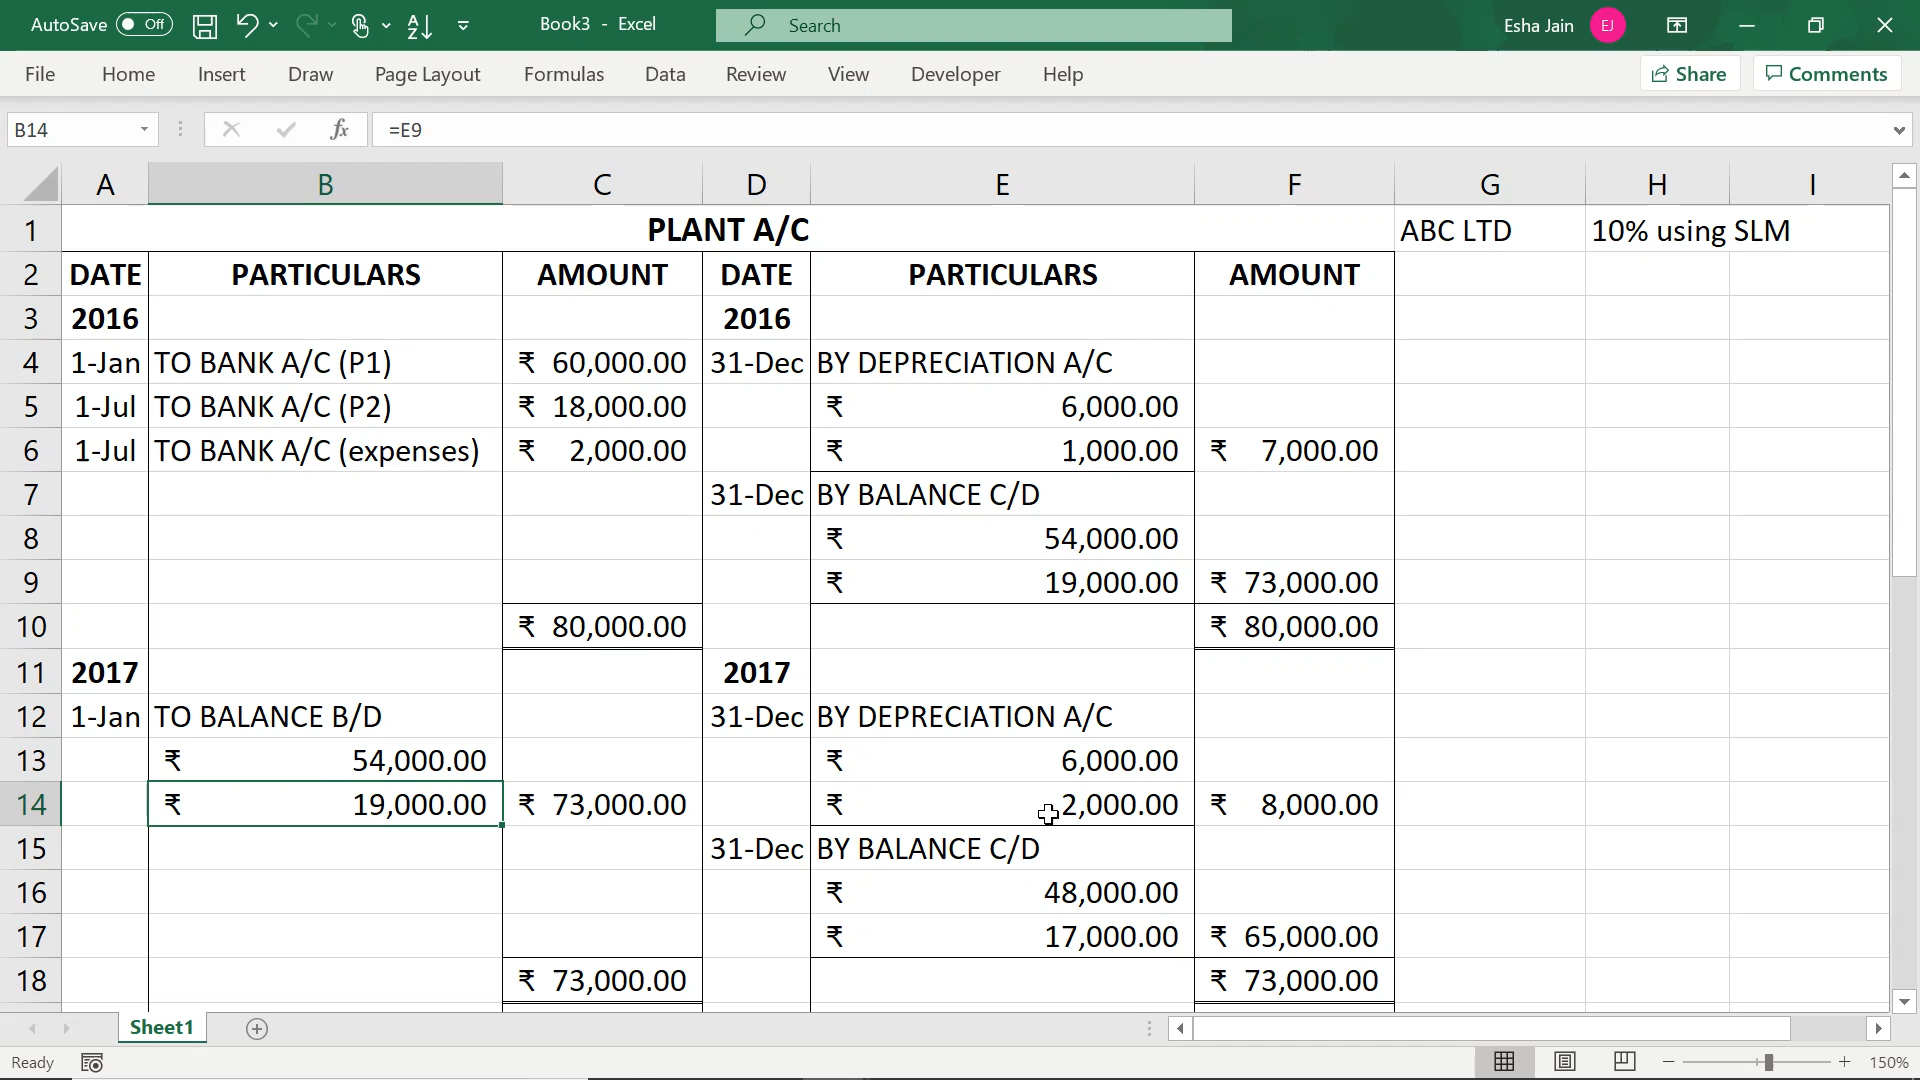 AutoSave Off Book3 - Excel Search Esha Jain EJ
File Home Insert Draw Page Layout Formulas Data Review View Developer Help Share Comments
B14 fx =E9
A B C D E F G H I
1 PLANT A/C ABC LTD 10% using SLM
2 DATE PARTICULARS AMOUNT DATE PARTICULARS AMOUNT
3 2016 2016
4 1-Jan TO BANK A/C (P1) ₹ 60,000.00 31-Dec BY DEPRECIATION A/C
5 1-Jul TO BANK A/C (P2) ₹ 18,000.00 ₹ 6,000.00
6 1-Jul TO BANK A/C (expenses) ₹ 2,000.00 ₹ 1,000.00 ₹ 7,000.00
7 31-Dec BY BALANCE C/D
8 ₹ 54,000.00
9 ₹ 19,000.00 ₹ 73,000.00
10 ₹ 80,000.00 ₹ 80,000.00
11 2017 2017
12 1-Jan TO BALANCE B/D 31-Dec BY DEPRECIATION A/C
13 ₹ 54,000.00 ₹ 6,000.00
14 ₹ 19,000.00 ₹ 73,000.00 ₹ 2,000.00 ₹ 8,000.00
15 31-Dec BY BALANCE C/D
16 ₹ 48,000.00
17 ₹ 17,000.00 ₹ 65,000.00
18 ₹ 73,000.00 ₹ 73,000.00
Sheet1
Ready 150%